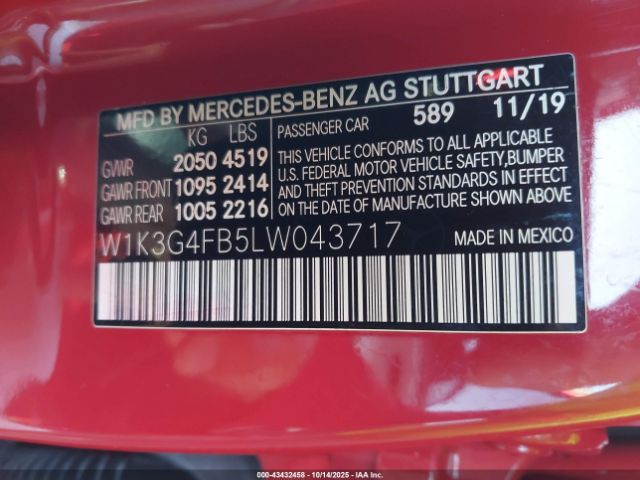 MFD BY MERCEDES-BENZ AG STUTTGART
KG LBS PASSENGER CAR 589 11/19
GVWR 2050 4519
GAWR FRONT 1095 2414
GAWR REAR 1005 2216
THIS VEHICLE CONFORMS TO ALL APPLICABLE
U.S. FEDERAL MOTOR VEHICLE SAFETY,BUMPER
AND THEFT PREVENTION STANDARDS IN EFFECT
ON THE DATE OF MANUFACTURE SHOWN ABOVE.
W1K3G4FB5LW043717 MADE IN MEXICO
000-43432458 | 10/14/2025 | IAA Inc.